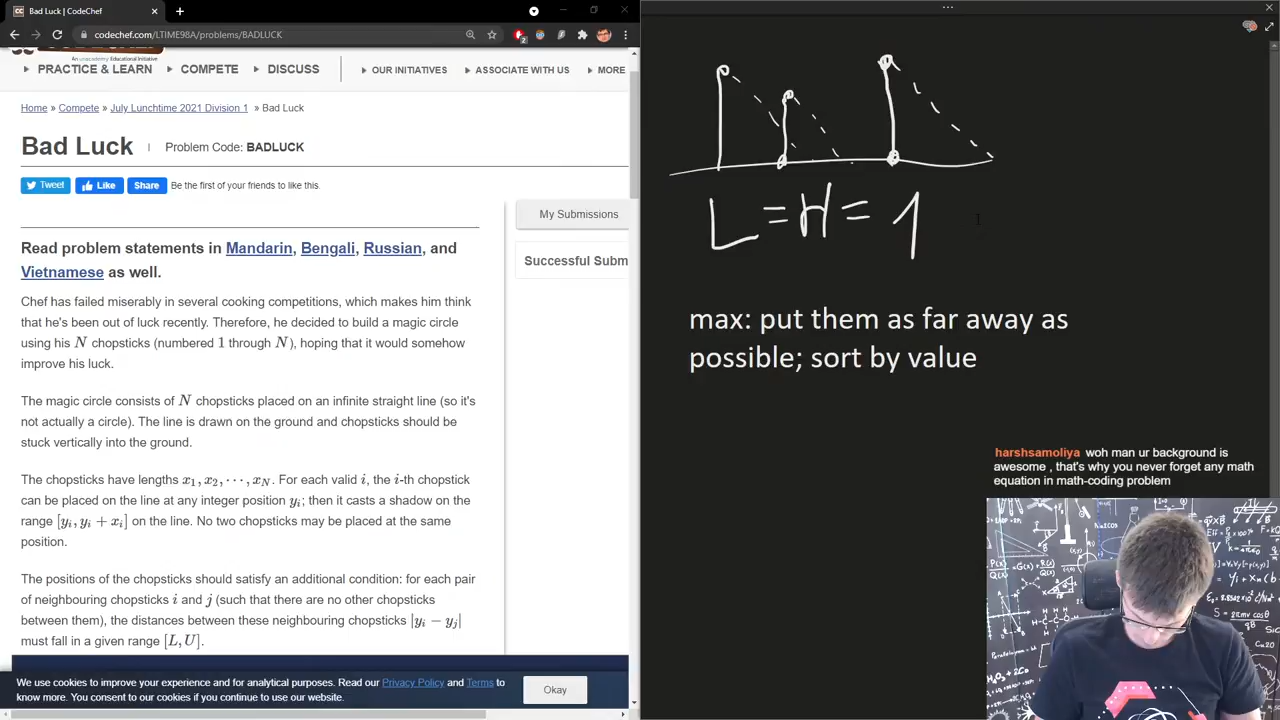 Bad Luck | CodeChef
codechef.com/LTIME98A/problems/BADLUCK
An unacademy Educational Initiative
PRACTICE & LEARN COMPETE DISCUSS OUR INITIATIVES ASSOCIATE WITH US MORE
Home » Compete » July Lunchtime 2021 Division 1 » Bad Luck
Bad Luck Problem Code: BADLUCK
Tweet Like Share Be the first of your friends to like this.
My Submissions
Successful Subm
Read problem statements in Mandarin, Bengali, Russian, and
Vietnamese as well.
Chef has failed miserably in several cooking competitions, which makes him think
that he's been out of luck recently. Therefore, he decided to build a magic circle
using his N chopsticks (numbered 1 through N), hoping that it would somehow
improve his luck.
The magic circle consists of N chopsticks placed on an infinite straight line (so it's
not actually a circle). The line is drawn on the ground and chopsticks should be
stuck vertically into the ground.
The chopsticks have lengths x₁, x₂, ⋯, x_N. For each valid i, the i-th chopstick
can be placed on the line at any integer position yᵢ; then it casts a shadow on the
range [yᵢ, yᵢ + xᵢ] on the line. No two chopsticks may be placed at the same
position.
The positions of the chopsticks should satisfy an additional condition: for each pair
of neighbouring chopsticks i and j (such that there are no other chopsticks
between them), the distances between these neighbouring chopsticks |yᵢ − yⱼ|
must fall in a given range [L, U].
We use cookies to improve your experience and for analytical purposes. Read our Privacy Policy and Terms to
know more. You consent to our cookies if you continue to use our website.
Okay
L = H = 1
max: put them as far away as
possible; sort by value
harshsamoliya woh man ur background is
awesome , that's why you never forget any math
equation in math-coding problem